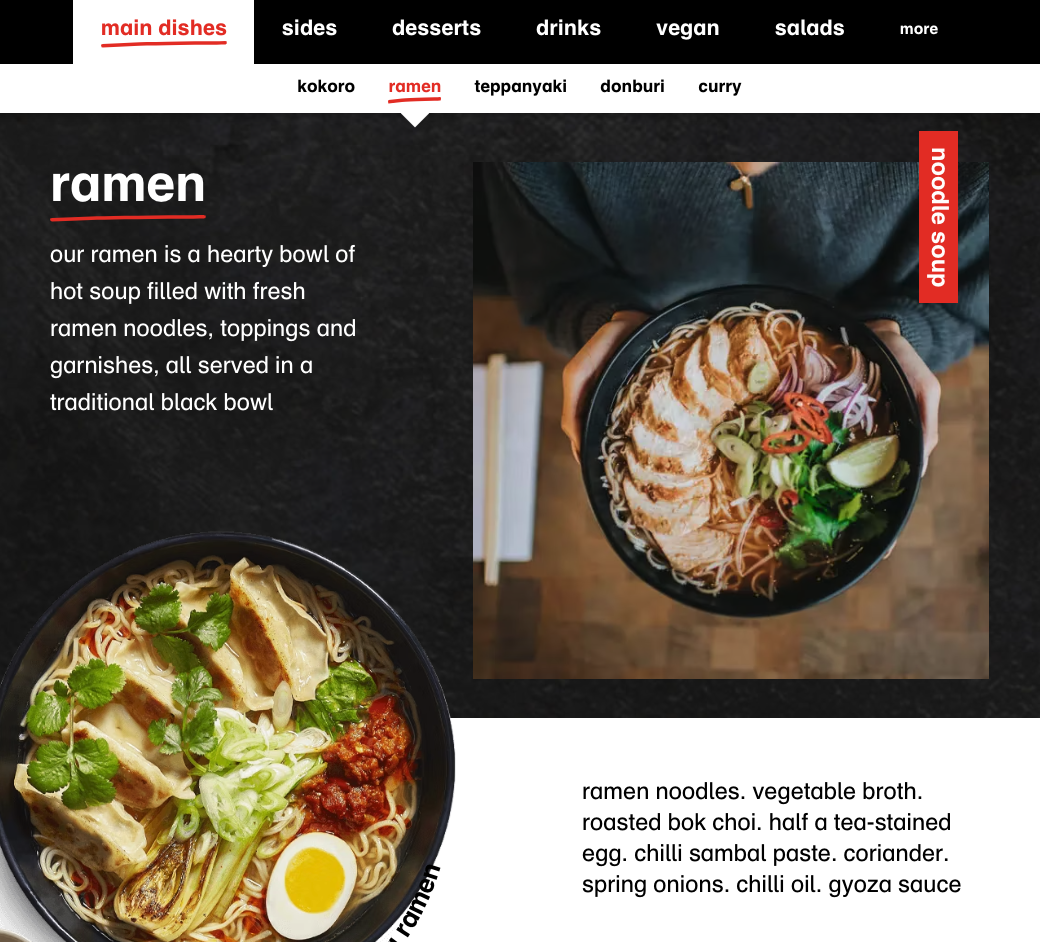 main dishes sides desserts drinks vegan salads more
kokoro ramen teppanyaki donburi curry
ramen
our ramen is a hearty bowl of
hot soup filled with fresh
ramen noodles, toppings and
garnishes, all served in a
traditional black bowl
noodle soup
ramen
ramen noodles. vegetable broth.
roasted bok choi. half a tea-stained
egg. chilli sambal paste. coriander.
spring onions. chilli oil. gyoza sauce